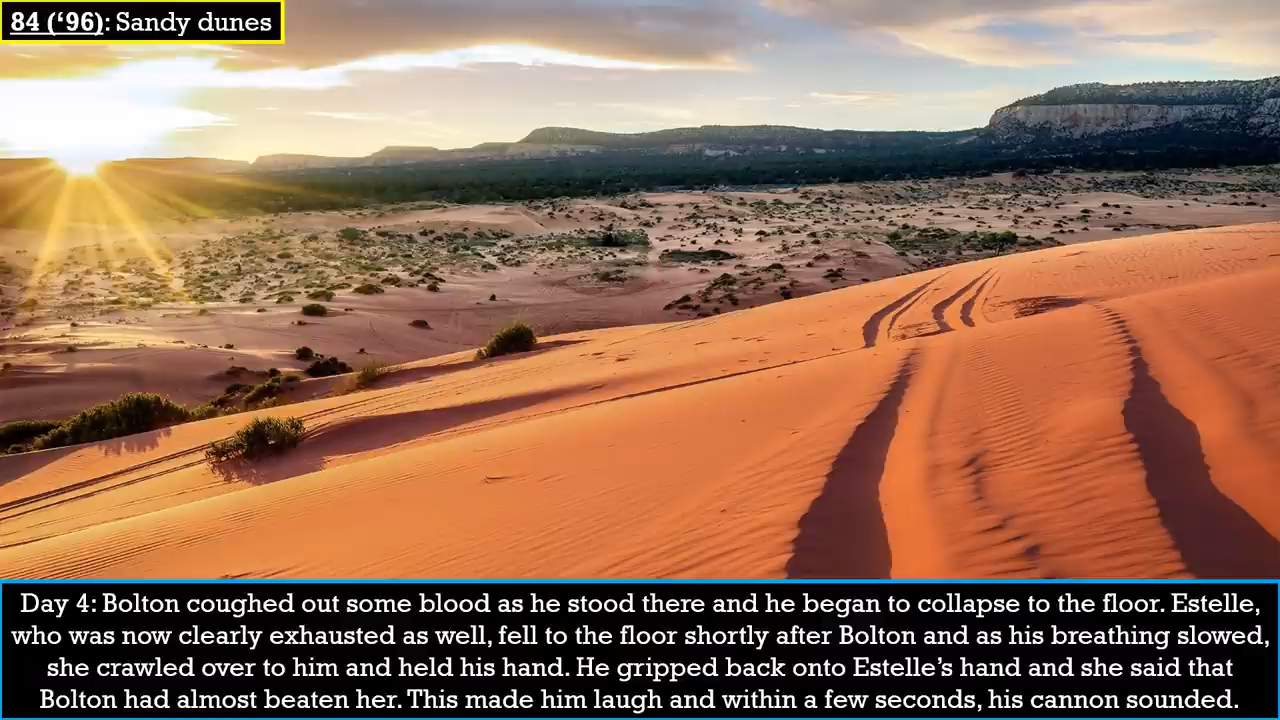 84 (‘96): Sandy dunes
Day 4: Bolton coughed out some blood as he stood there and he began to collapse to the floor. Estelle,
who was now clearly exhausted as well, fell to the floor shortly after Bolton and as his breathing slowed,
she crawled over to him and held his hand. He gripped back onto Estelle’s hand and she said that
Bolton had almost beaten her. This made him laugh and within a few seconds, his cannon sounded.